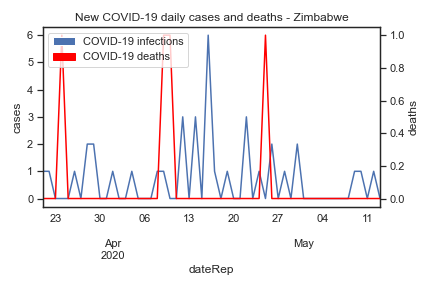 New COVID-19 daily cases and deaths - Zimbabwe
COVID-19 infections
COVID-19 deaths
cases
6
5
4
3
2
1
0
deaths
1.0
0.8
0.6
0.4
0.2
0.0
23 30 06 13 20 27 04 11
Apr May
2020
dateRep